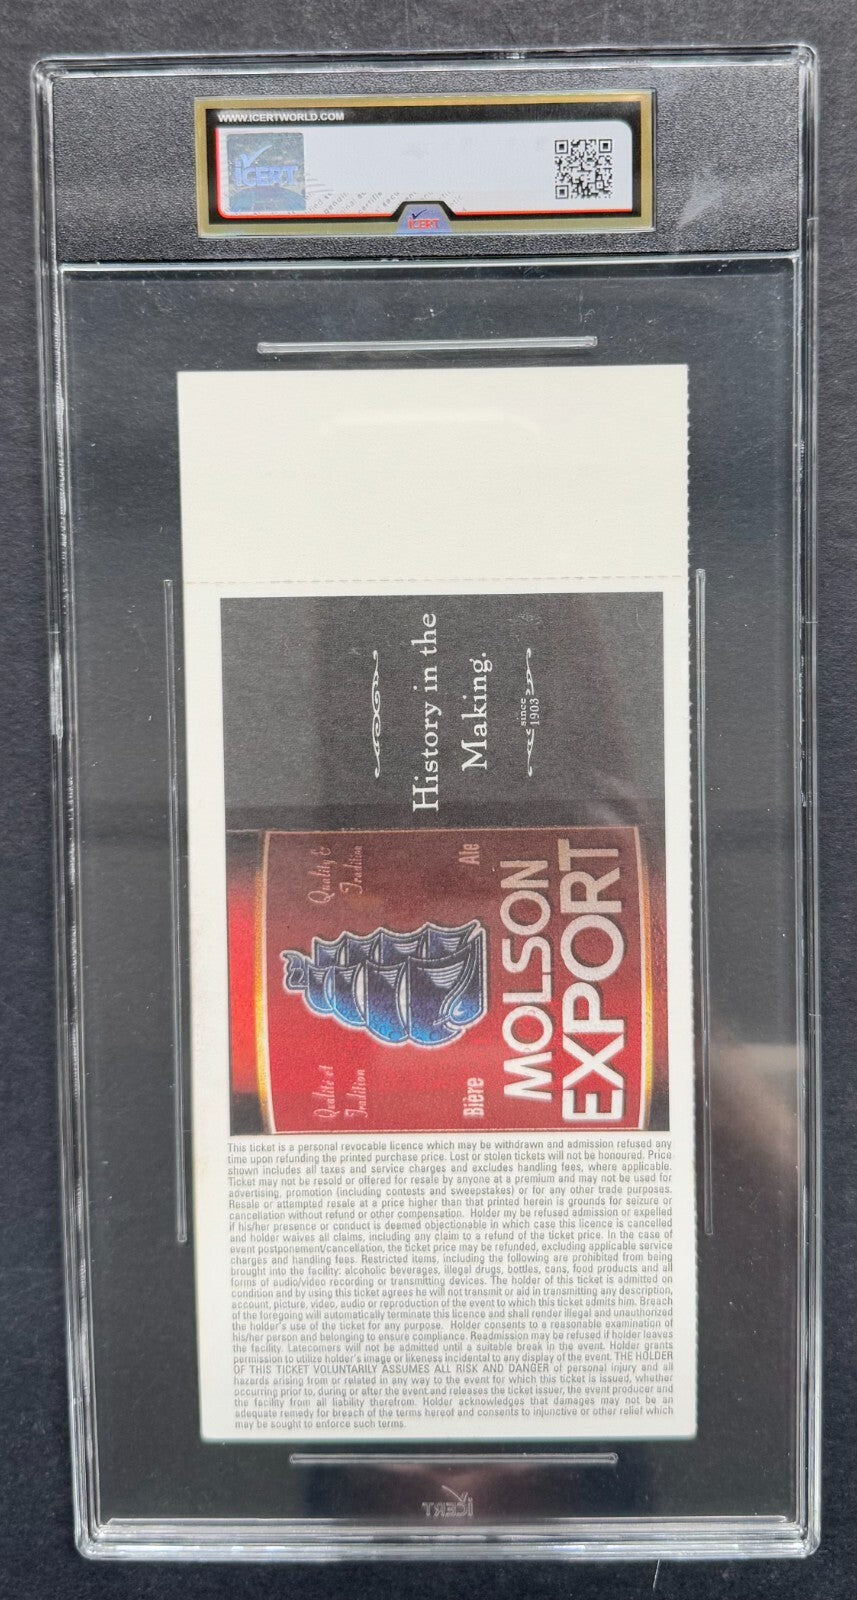 WWW.ICERTWORLD.COM
iCERT
iCERT
History in the
Making.
since
1903
Quality &
Tradition
Ale
MOLSON
EXPORT
Qualité et
Tradition
Bière
This ticket is a personal revocable licence which may be withdrawn and admission refused any
time upon refunding the printed purchase price. Lost or stolen tickets will not be honoured. Price
shown includes all taxes and service charges and excludes handling fees, where applicable.
Ticket may not be resold or offered for resale by anyone at a premium and may not be used for
advertising, promotion (including contests and sweepstakes) or for any other trade purposes.
Resale or attempted resale at a price higher than that printed herein is grounds for seizure or
cancellation without refund or other compensation. Holder my be refused admission or expelled
if his/her presence or conduct is deemed objectionable in which case this licence is cancelled
and holder waives all claims, including any claim to a refund of the ticket price. In the case of
event postponement/cancellation, the ticket price may be refunded, excluding applicable service
charges and handling fees. Restricted items, including the following are prohibited from being
brought into the facility: alcoholic beverages, illegal drugs, bottles, cans, food products and all
forms of audio/video recording or transmitting devices. The holder of this ticket is admitted on
condition and by using this ticket agrees he will not transmit or aid in transmitting any description,
account, picture, video, audio or reproduction of the event to which this ticket admits him. Breach
of the foregoing will automatically terminate this licence and shall render illegal and unauthorized
the holder's use of the ticket for any purpose. Holder consents to a reasonable examination of
his/her person and belonging to ensure compliance. Readmission may be refused if holder leaves
the facility. Latecomers will not be admitted until a suitable break in the event. Holder grants
permission to utilize holder's image or likeness incidental to any display of the event. THE HOLDER
OF THIS TICKET VOLUNTARILY ASSUMES ALL RISK AND DANGER of personal injury and all
hazards arising from or related in any way to the event for which this ticket is issued, whether
occurring prior to, during or after the event and releases the ticket issuer, the event producer and
the facility from all liability therefrom. Holder acknowledges that damages may not be an
adequate remedy for breach of the terms hereof and consents to injunctive or other relief which
may be sought to enforce such terms.
iCERT